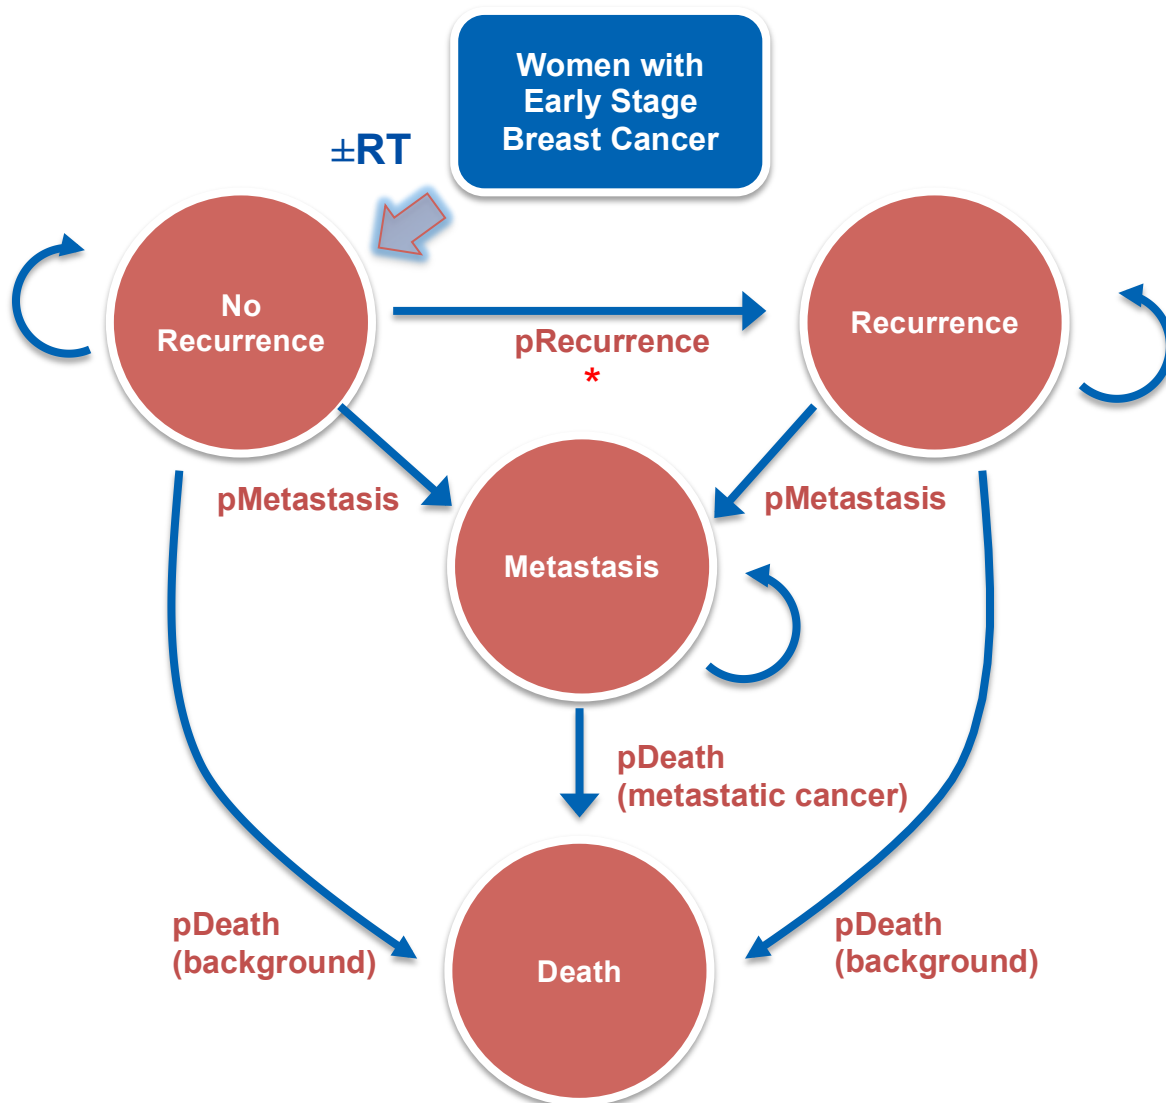 Women with
Early Stage
Breast Cancer
±RT
No
Recurrence
Recurrence
pRecurrence
*
pMetastasis
pMetastasis
Metastasis
pDeath
(metastatic cancer)
pDeath
(background)
pDeath
(background)
Death